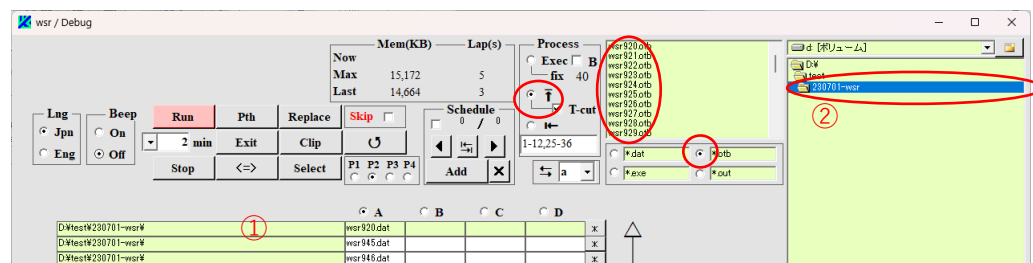 wsr / Debug
Mem(KB) Lap(s)
Now
Max 15,172 5
Last 14,664 3
Process
Exec B
fix 40
T-cut
1-12,25-36
a
wsr920.otb
wsr921.otb
wsr922.otb
wsr923.otb
wsr924.otb
wsr925.otb
wsr926.otb
wsr927.otb
wsr928.otb
wsr929.otb
*.dat *.otb
*.exe *.out
d: [ボリューム]
D:¥
test
230701-wsr
②
Lng
Jpn
Eng
Beep
On
Off
Run Pth Replace Skip
2 min Exit Clip ↺
Stop <=> Select P1 P2 P3 P4
Schedule
0 / 0
Add X
A B C D
D:¥test¥230701-wsr¥ ① wsr920.dat x
D:¥test¥230701-wsr¥ wsr945.dat x
D:¥test¥230701-wsr¥ wsr946.dat x